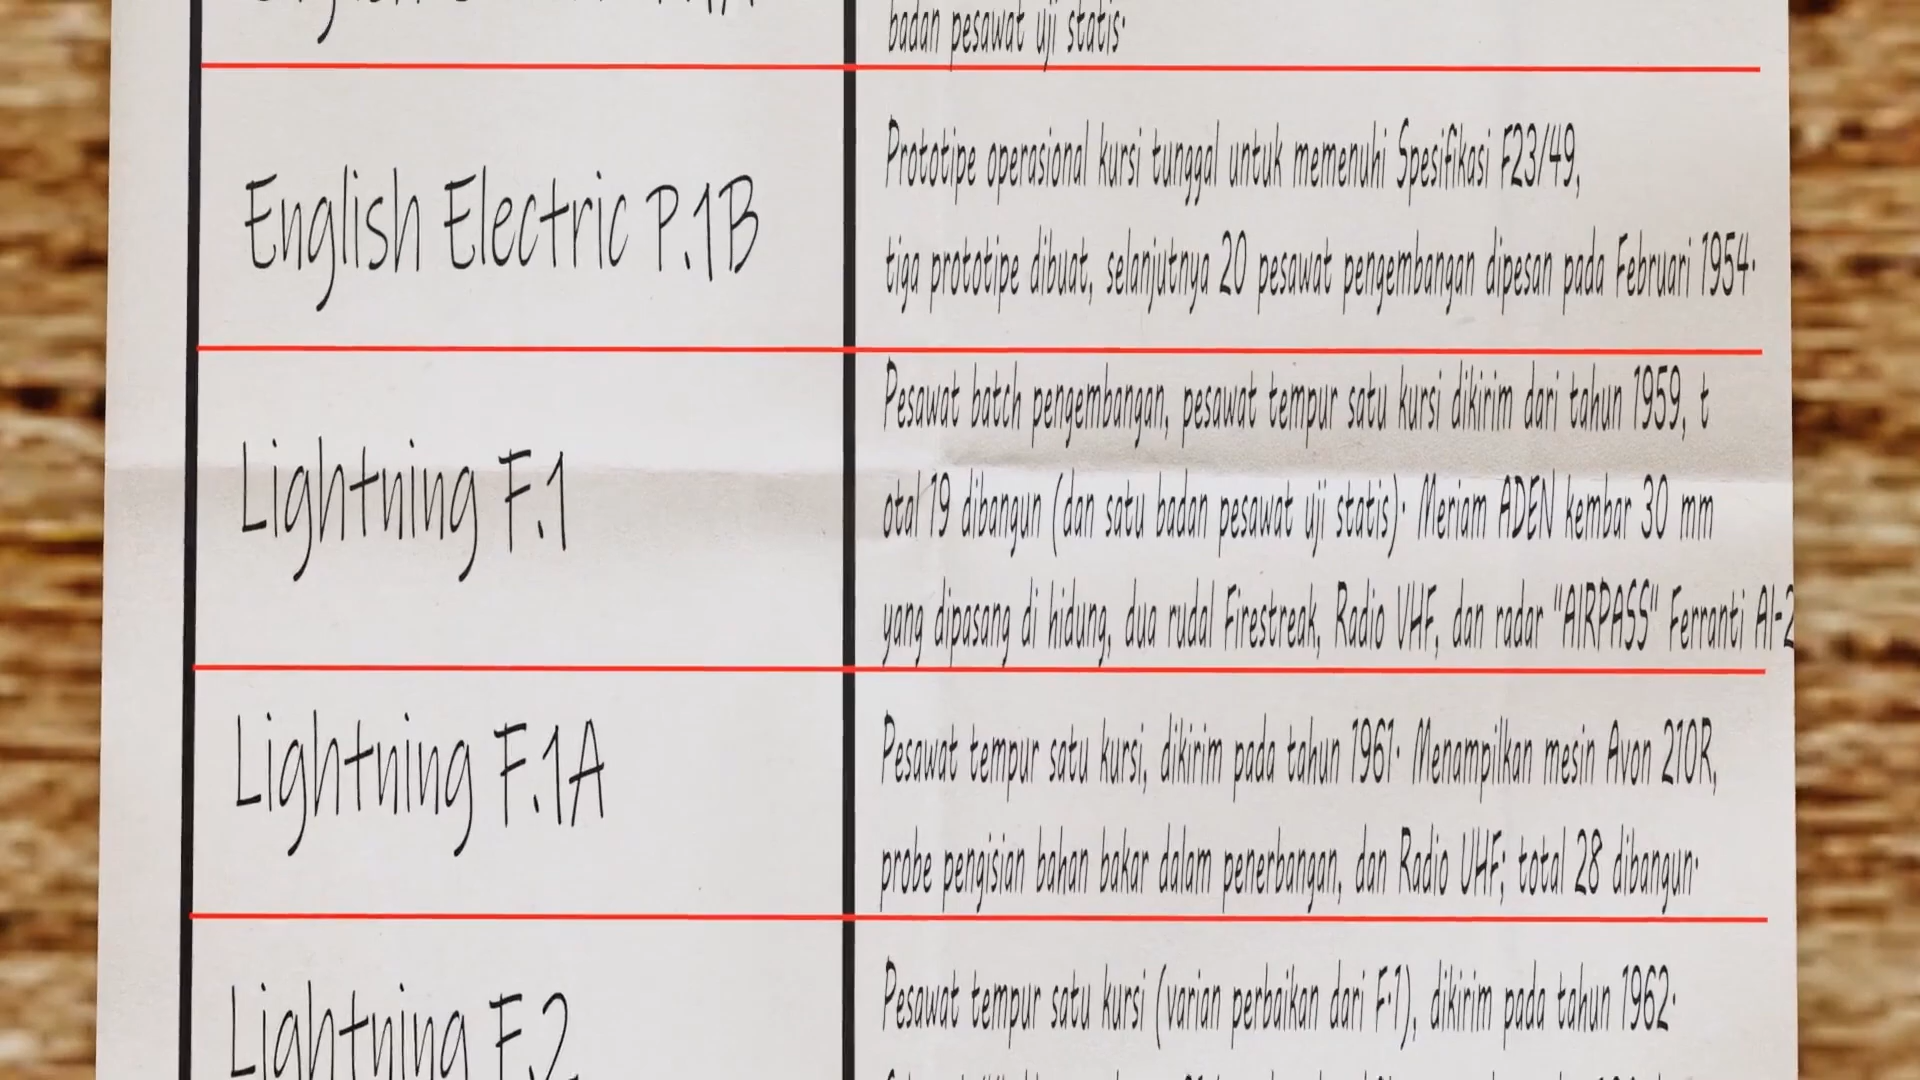 badan pesawat uji statis.
English Electric P.1B
Prototipe operasional kursi tunggal untuk memenuhi Spesifikasi F23/49,
tiga prototipe dibuat, selanjutnya 20 pesawat pengembangan dipesan pada Februari 1954.
Lightning F.1
Pesawat batch pengembangan, pesawat tempur satu kursi dikirim dari tahun 1959, t
otal 19 dibangun (dan satu badan pesawat uji statis). Meriam ADEN kembar 30 mm
yang dipasang di hidung, dua rudal Firestreak, Radio VHF, dan radar "AIRPASS" Ferranti AI-2
Lightning F.1A
Pesawat tempur satu kursi, dikirim pada tahun 1961. Menampilkan mesin Avon 210R,
probe pengisian bahan bakar dalam penerbangan, dan Radio UHF; total 28 dibangun.
Lightning F.2
Pesawat tempur satu kursi (varian perbaikan dari F.1), dikirim pada tahun 1962.